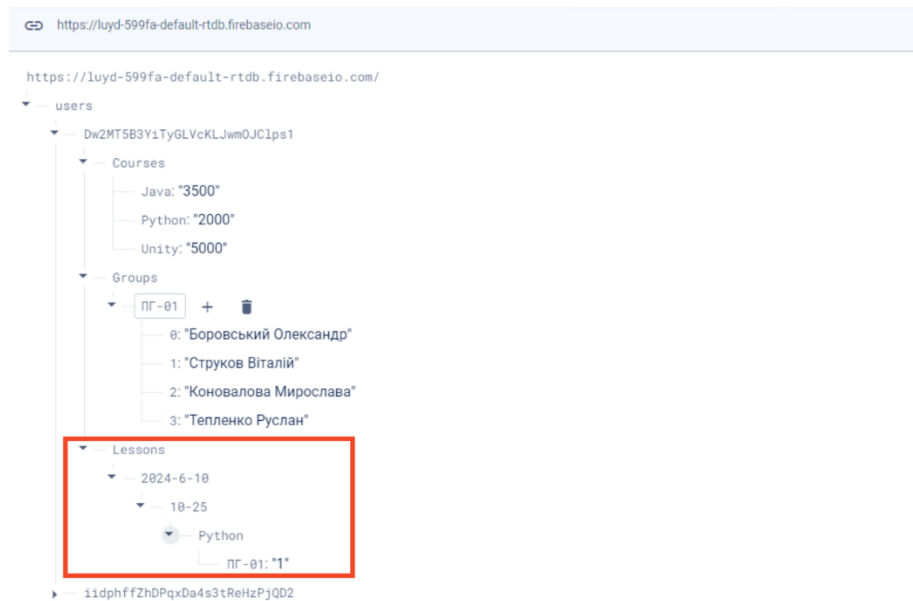 https://luyd-599fa-default-rtdb.firebaseio.com
https://luyd-599fa-default-rtdb.firebaseio.com/
users
Dw2MT5B3YiTyGLVcKLJwmOJClps1
Courses
Java: "3500"
Python: "2000"
Unity: "5000"
Groups
ПГ-01
0: "Боровський Олександр"
1: "Струков Віталій"
2: "Коновалова Мирослава"
3: "Тепленко Руслан"
Lessons
2024-6-10
10-25
Python
ПГ-01: "1"
iidphffZhDPqxDa4s3tReHzPjQD2